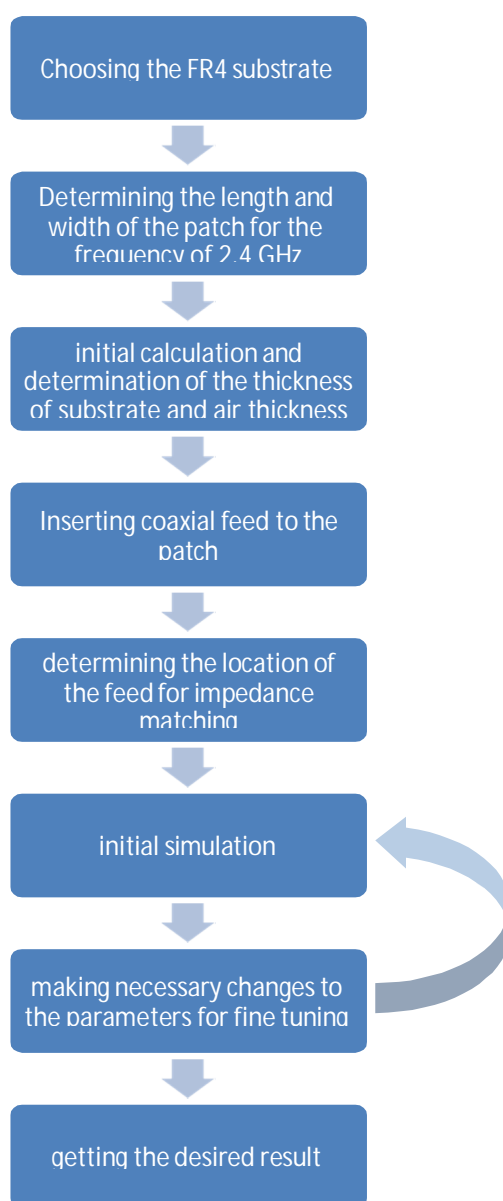 Choosing the FR4 substrate
Determining the length and
width of the patch for the
frequency of 2.4 GHz
initial calculation and
determination of the thickness
of substrate and air thickness
Inserting coaxial feed to the
patch
determining the location of
the feed for impedance
matching
initial simulation
making necessary changes to
the parameters for fine tuning
getting the desired result